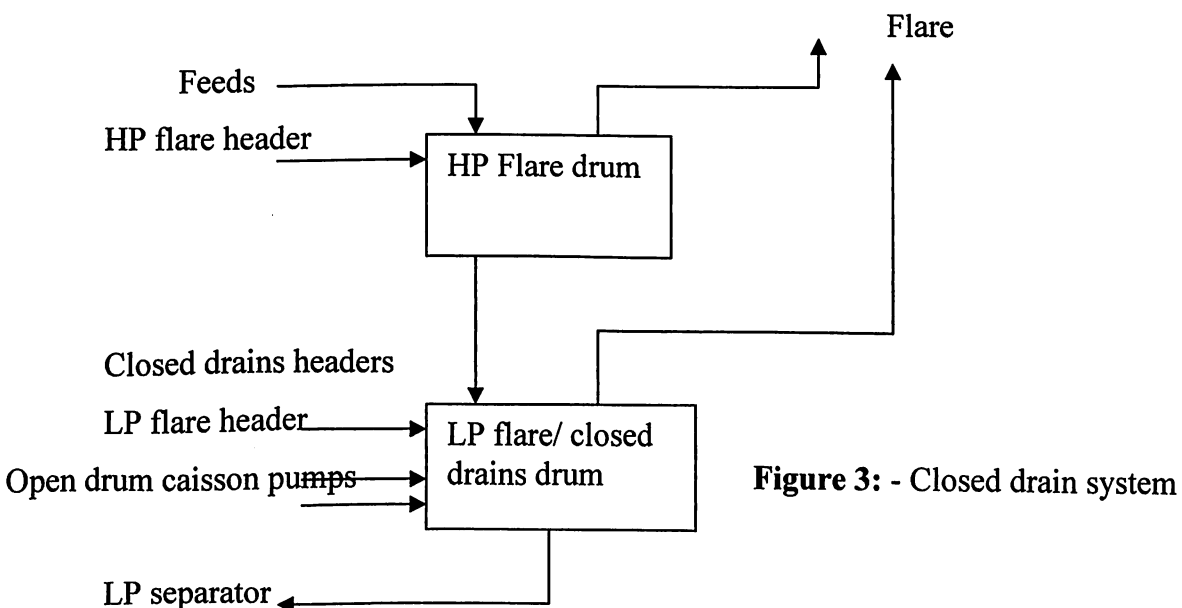 Flare
Feeds
HP flare header
HP Flare drum
Closed drains headers
LP flare header
LP flare/ closed
drains drum
Open drum caisson pumps
Figure 3: - Closed drain system
LP separator